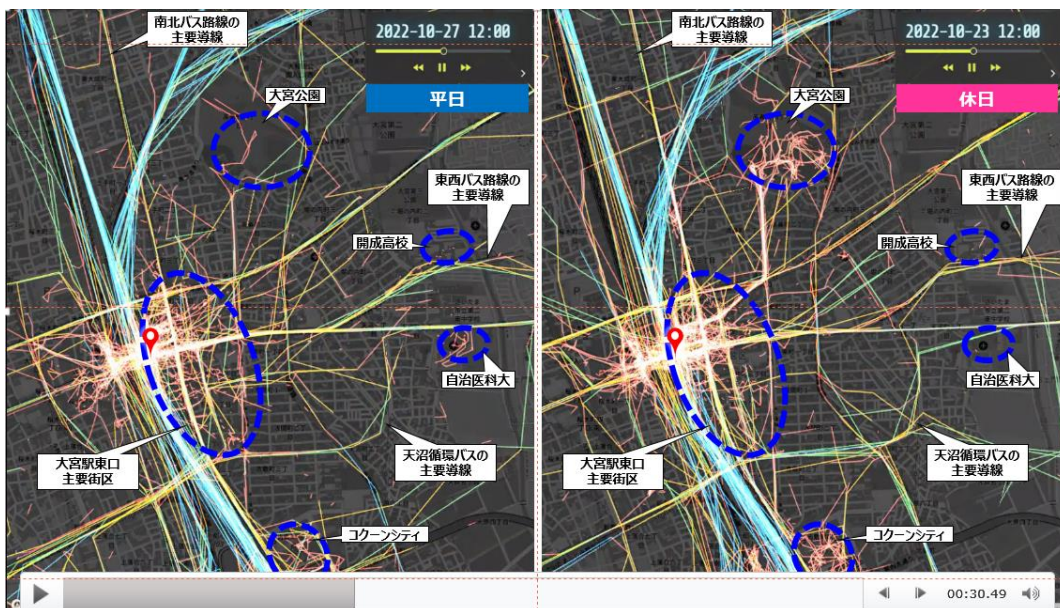 南北バス路線の
主要導線
2022-10-27 12:00
平日
大宮公園
東西バス路線の
主要導線
開成高校
自治医科大
大宮駅東口
主要街区
天沼循環バスの
主要導線
コクーンシティ
南北バス路線の
主要導線
2022-10-23 12:00
休日
大宮公園
東西バス路線の
主要導線
開成高校
自治医科大
大宮駅東口
主要街区
天沼循環バスの
主要導線
コクーンシティ
00:30.49